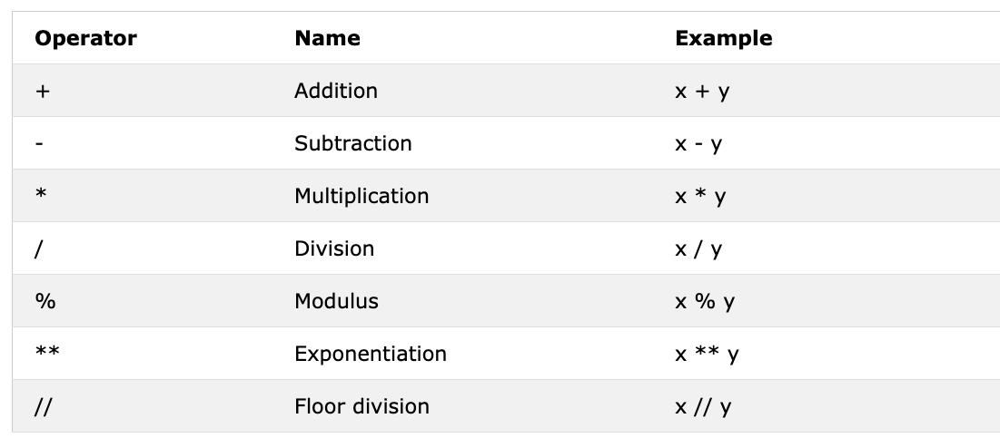 Operator Name Example
+ Addition x + y
- Subtraction x - y
* Multiplication x * y
/ Division x / y
% Modulus x % y
** Exponentiation x ** y
// Floor division x // y